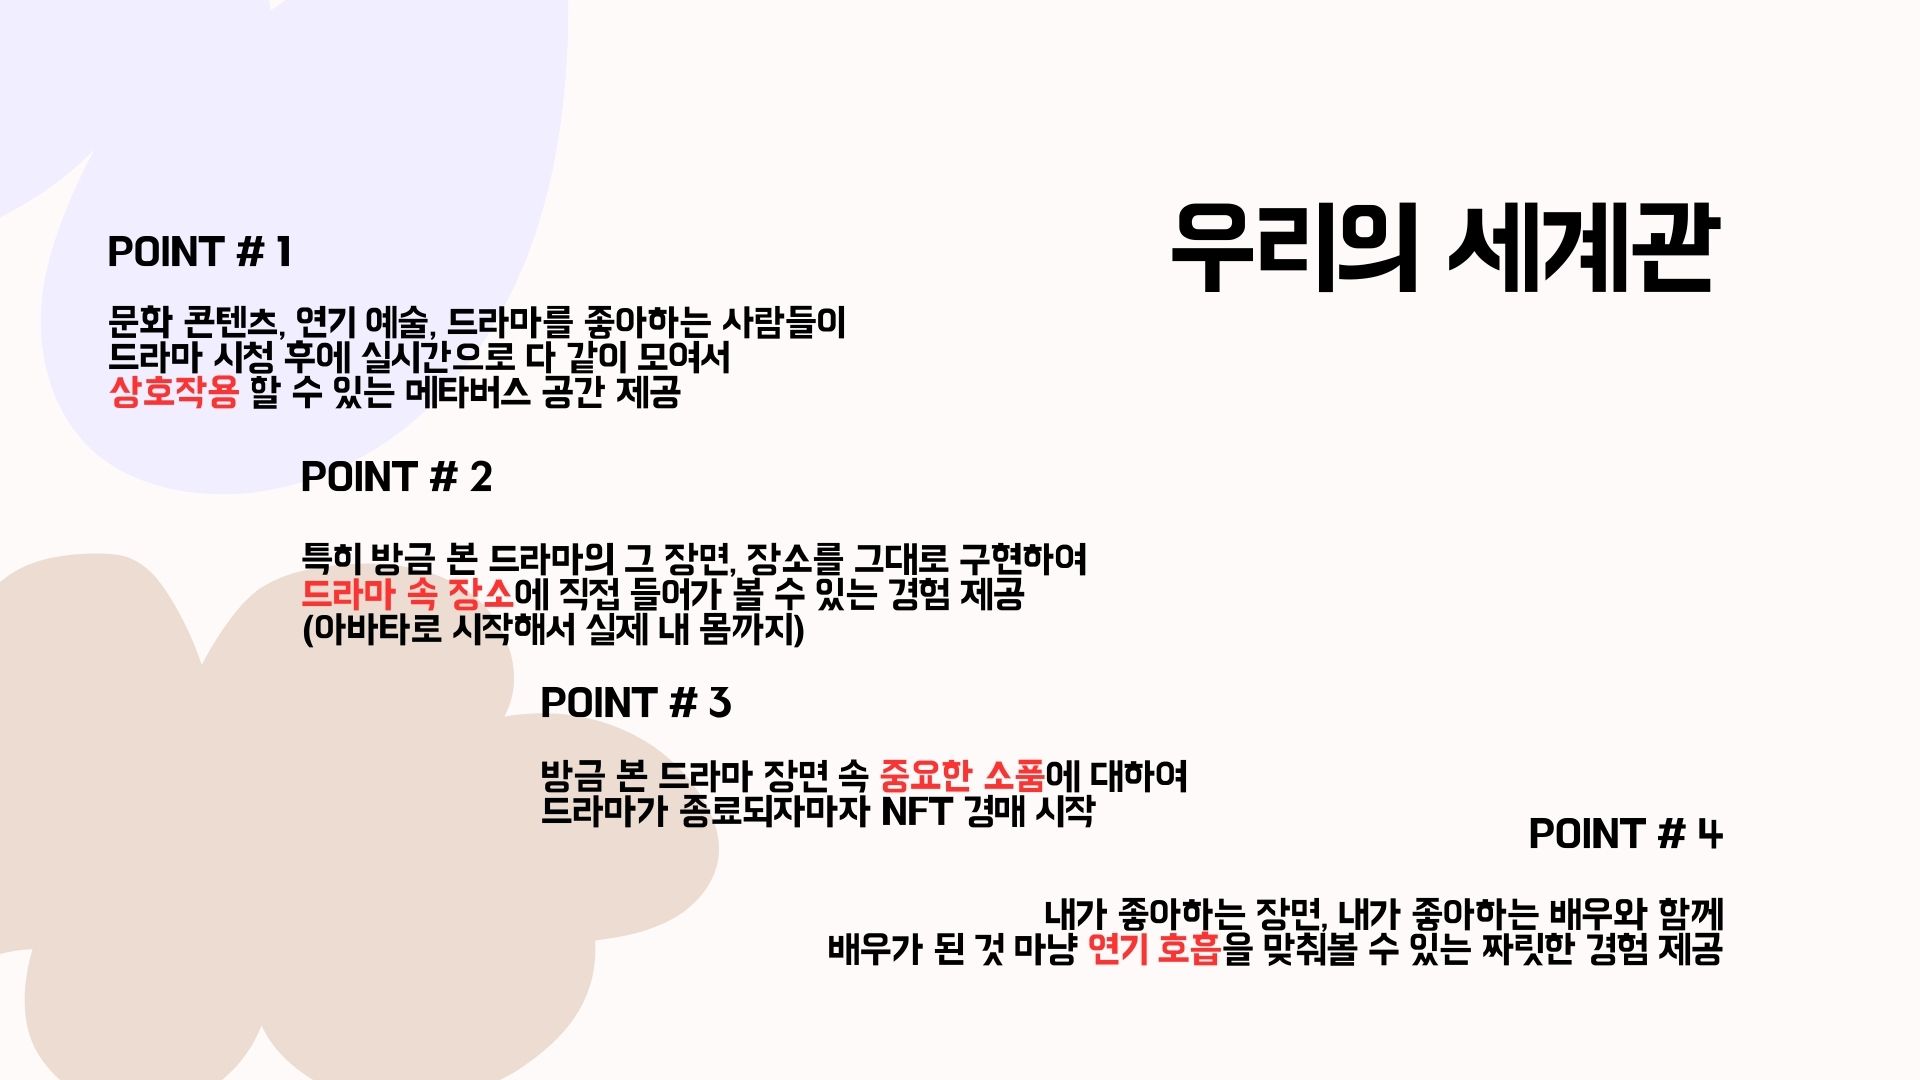 우리의 세계관
POINT # 1
문화 콘텐츠, 연기 예술, 드라마를 좋아하는 사람들이
드라마 시청 후에 실시간으로 다 같이 모여서
상호작용 할 수 있는 메타버스 공간 제공
POINT # 2
특히 방금 본 드라마의 그 장면, 장소를 그대로 구현하여
드라마 속 장소에 직접 들어가 볼 수 있는 경험 제공
(아바타로 시작해서 실제 내 몸까지)
POINT # 3
방금 본 드라마 장면 속 중요한 소품에 대하여
드라마가 종료되자마자 NFT 경매 시작
POINT # 4
내가 좋아하는 장면, 내가 좋아하는 배우와 함께
배우가 된 것 마냥 연기 호흡을 맞춰볼 수 있는 짜릿한 경험 제공